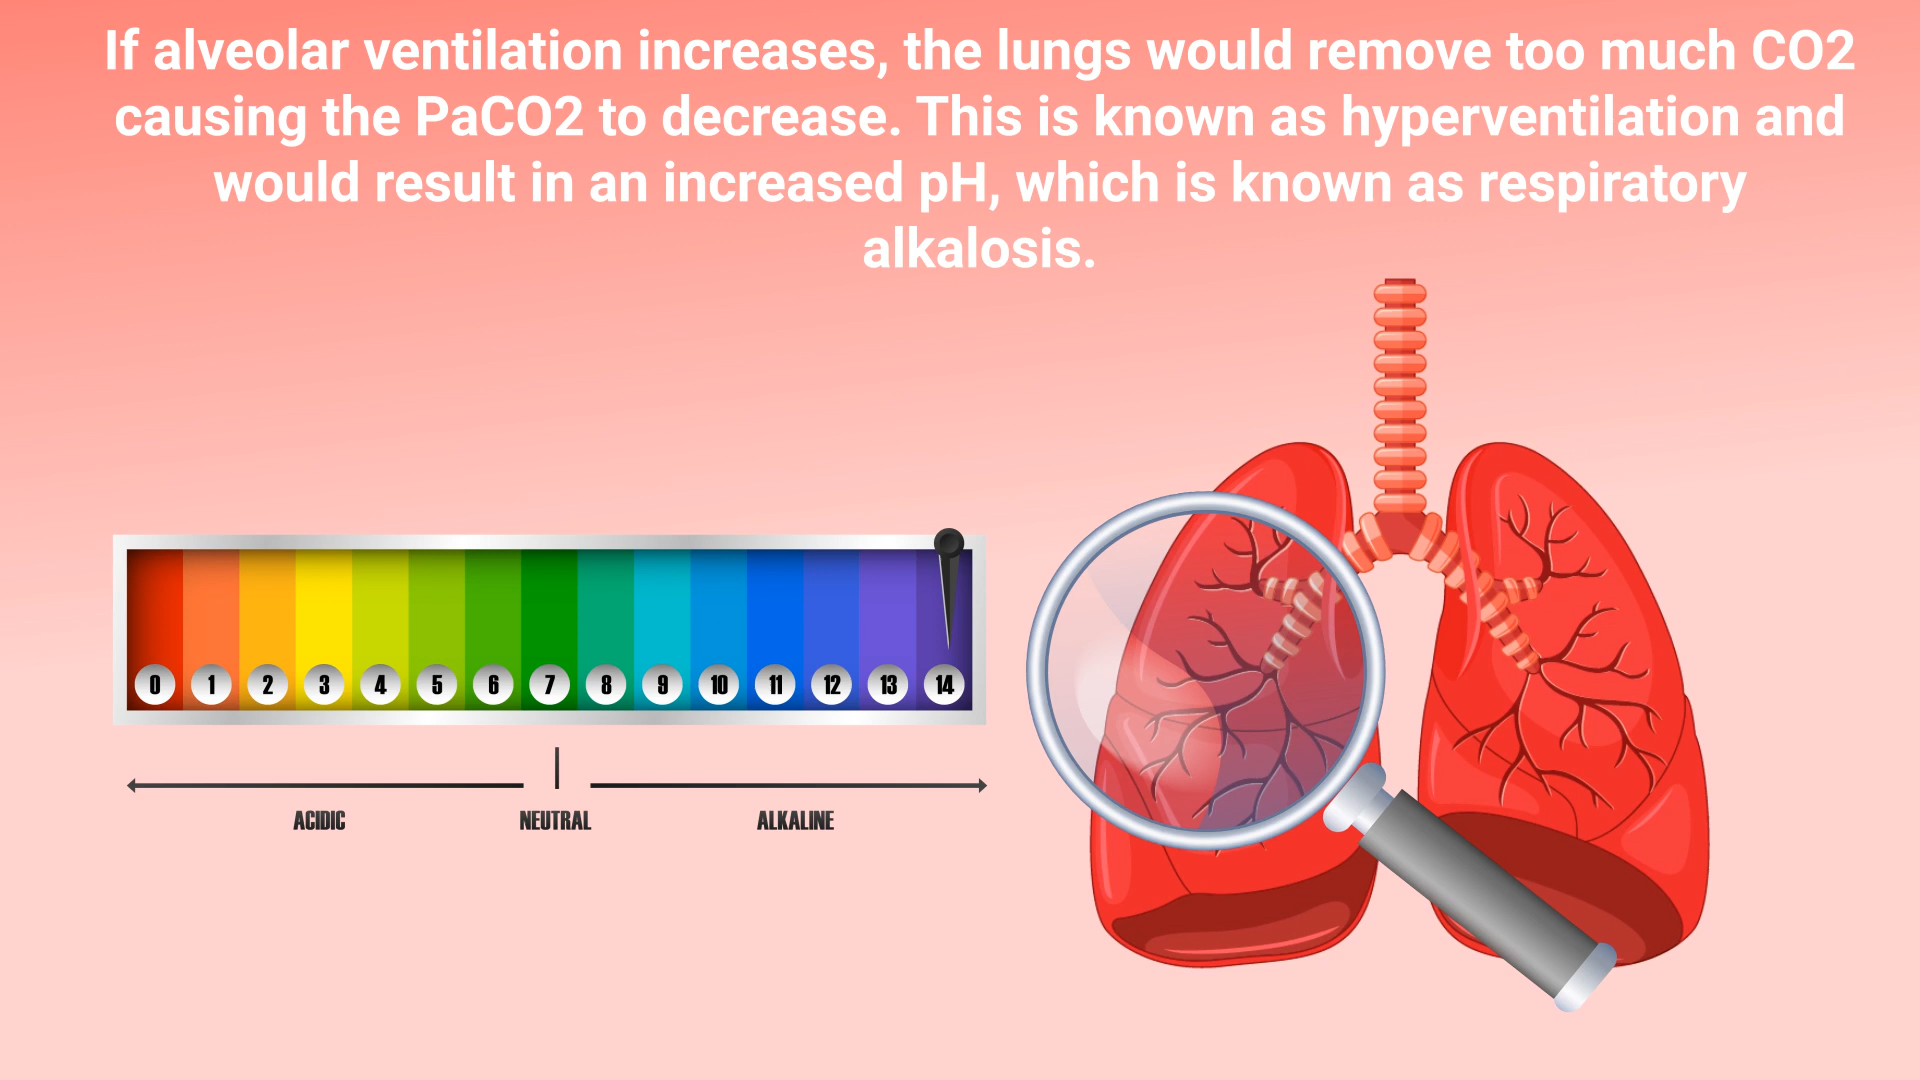 If alveolar ventilation increases, the lungs would remove too much CO2
causing the PaCO2 to decrease. This is known as hyperventilation and
would result in an increased pH, which is known as respiratory
alkalosis.
0 1 2 3 4 5 6 7 8 9 10 11 12 13 14
ACIDIC NEUTRAL ALKALINE